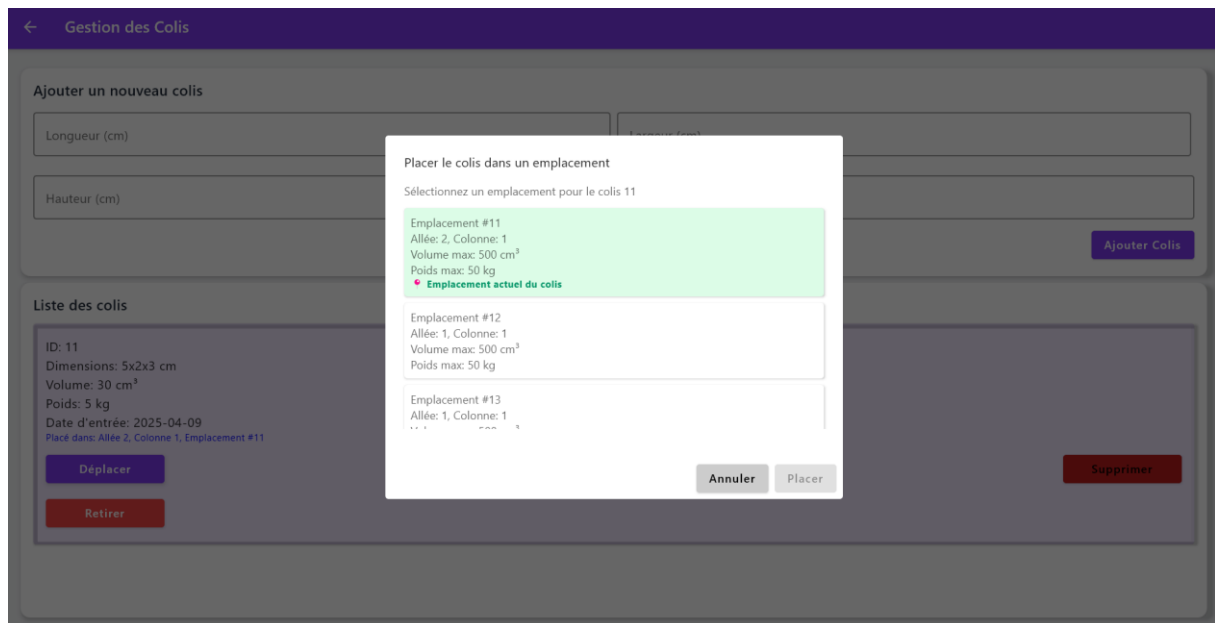 Gestion des Colis
Ajouter un nouveau colis
Longueur (cm)
Hauteur (cm)
Ajouter Colis
Placer le colis dans un emplacement
Sélectionnez un emplacement pour le colis 11
Emplacement #11
Allée: 2, Colonne: 1
Volume max: 500 cm³
Poids max: 50 kg
Emplacement actuel du colis
Emplacement #12
Allée: 1, Colonne: 1
Volume max: 500 cm³
Poids max: 50 kg
Emplacement #13
Allée: 1, Colonne: 1
Annuler
Placer
Liste des colis
ID: 11
Dimensions: 5x2x3 cm
Volume: 30 cm³
Poids: 5 kg
Date d'entrée: 2025-04-09
Placé dans: Allée 2, Colonne 1, Emplacement #11
Déplacer
Supprimer
Retirer